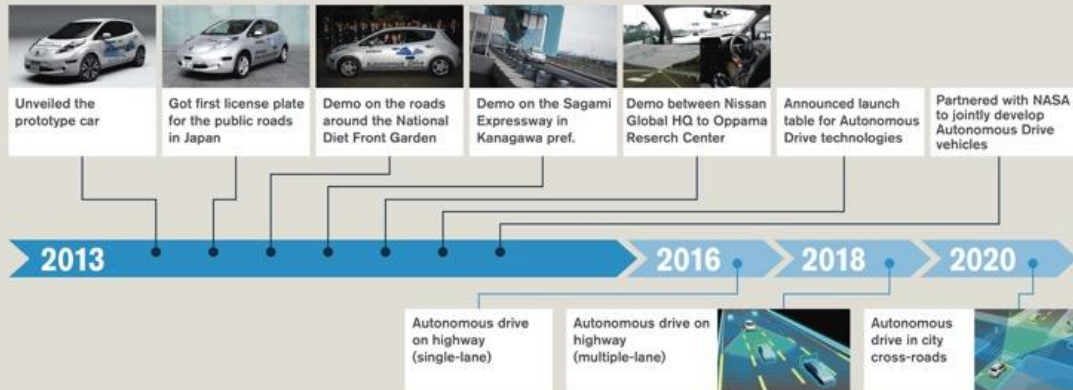 Unveiled the
prototype car
Got first license plate
for the public roads
in Japan
Demo on the roads
around the National
Diet Front Garden
Demo on the Sagami
Expressway in
Kanagawa pref.
Demo between Nissan
Global HQ to Oppama
Reserch Center
Announced launch
table for Autonomous
Drive technologies
Partnered with NASA
to jointly develop
Autonomous Drive
vehicles
2013
2016
2018
2020
Autonomous drive
on highway
(single-lane)
Autonomous drive on
highway
(multiple-lane)
Autonomous
drive in city
cross-roads